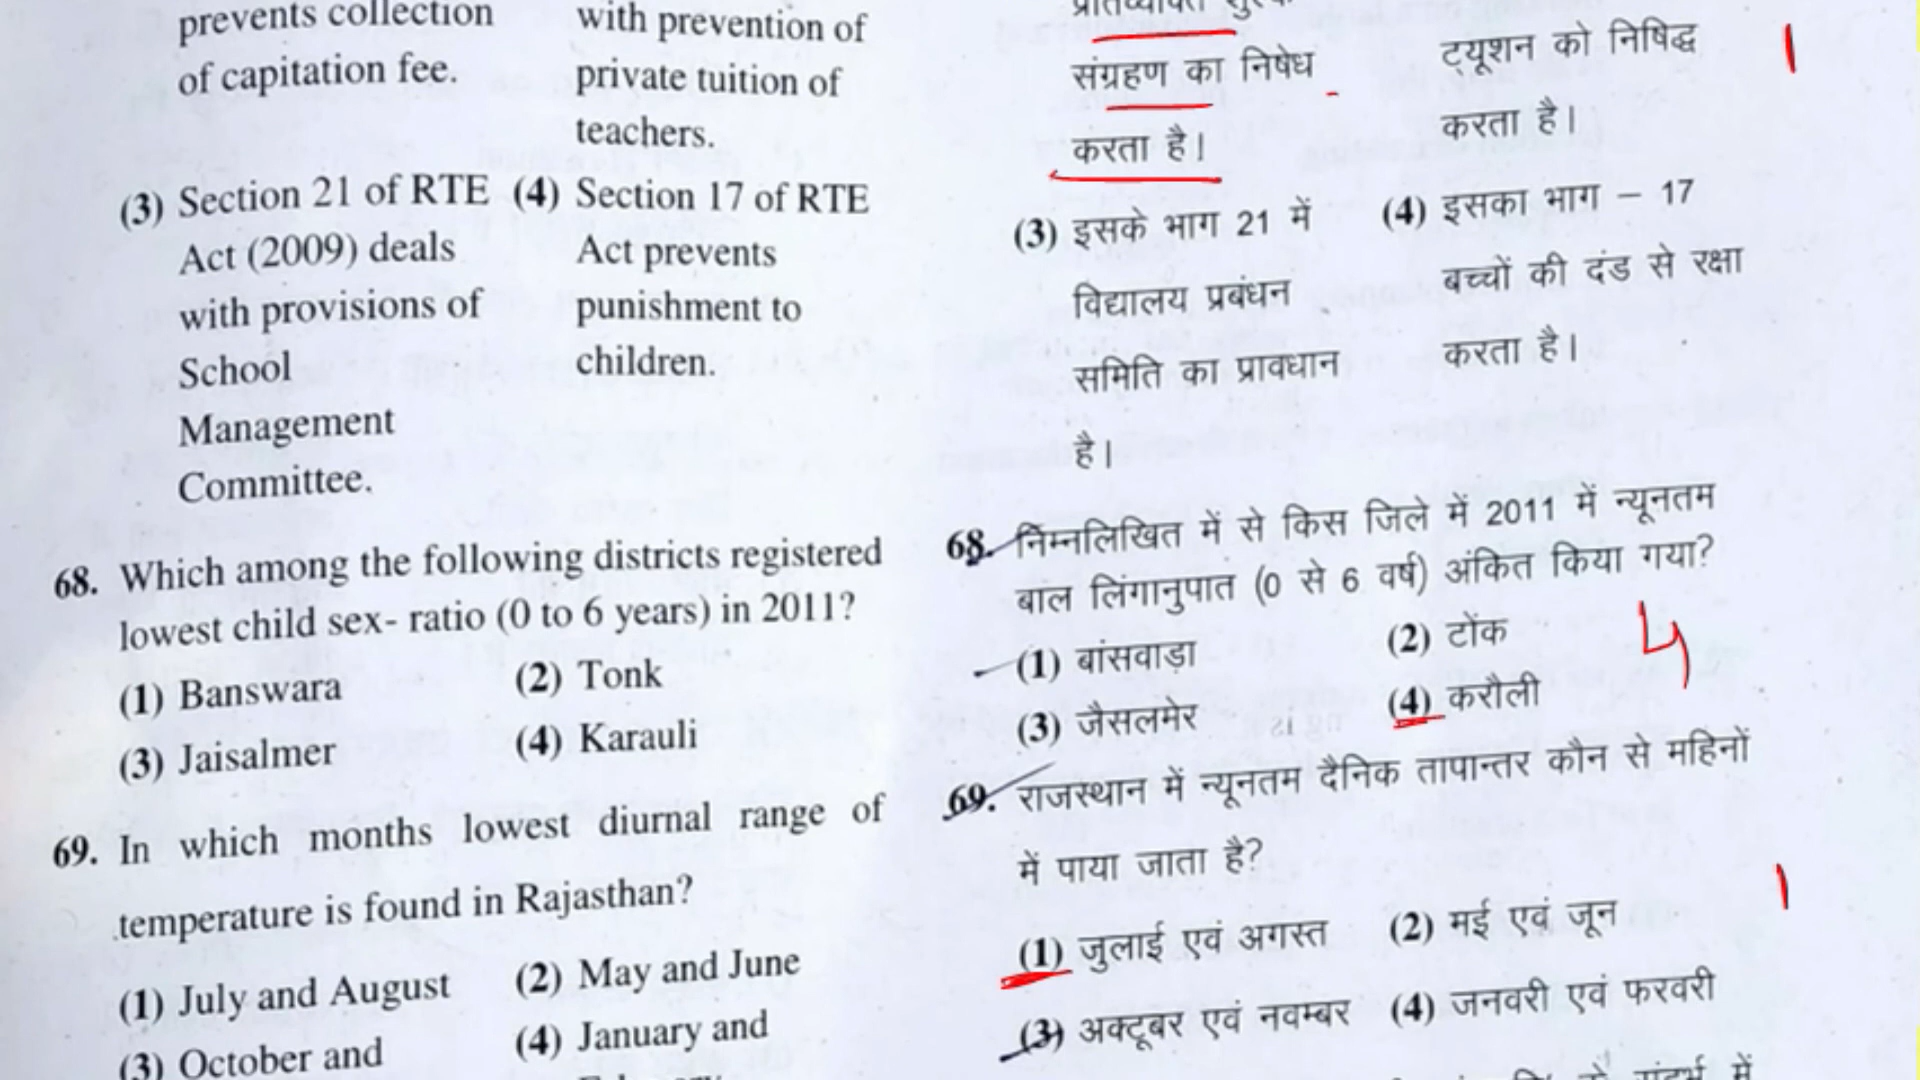 prevents collection
of capitation fee.
with prevention of
private tuition of
teachers.
(3) Section 21 of RTE
Act (2009) deals
with provisions of
School
Management
Committee.
(4) Section 17 of RTE
Act prevents
punishment to
children.
68. Which among the following districts registered
lowest child sex- ratio (0 to 6 years) in 2011?
(1) Banswara
(2) Tonk
(3) Jaisalmer
(4) Karauli
69. In which months lowest diurnal range of
temperature is found in Rajasthan?
(1) July and August
(2) May and June
(3) October and
(4) January and
संग्रहण का निषेध
करता है।
ट्यूशन को निषिद्ध
करता है।
1
(3) इसके भाग 21 में
विद्यालय प्रबंधन
समिति का प्रावधान
है।
(4) इसका भाग – 17
बच्चों की दंड से रक्षा
करता है।
68. निम्नलिखित में से किस जिले में 2011 में न्यूनतम
बाल लिंगानुपात (0 से 6 वर्ष) अंकित किया गया?
(1) बांसवाड़ा
(2) टोंक
(3) जैसलमेर
(4) करौली
4
69. राजस्थान में न्यूनतम दैनिक तापान्तर कौन से महिनों
में पाया जाता है?
(1) जुलाई एवं अगस्त
(2) मई एवं जून
(3) अक्टूबर एवं नवम्बर
(4) जनवरी एवं फरवरी
1